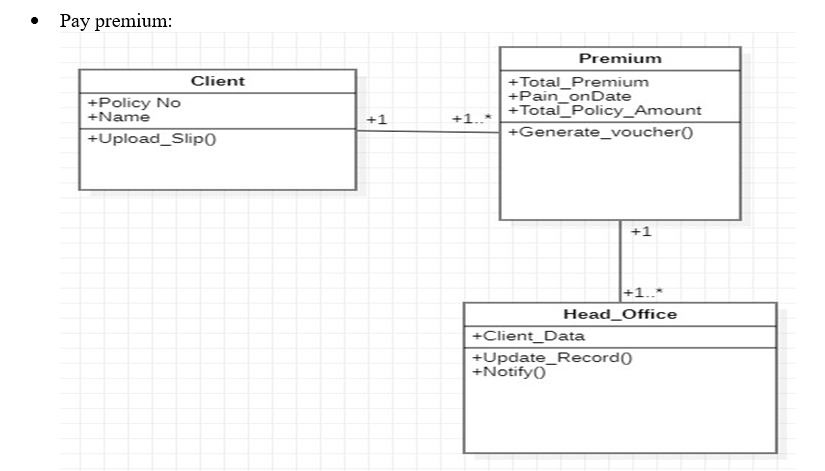 • Pay premium:
Client
+Policy No
+Name
+Upload_Slip()
+1
+1..*
Premium
+Total_Premium
+Pain_onDate
+Total_Policy_Amount
+Generate_voucher()
+1
+1..*
Head_Office
+Client_Data
+Update_Record()
+Notify()